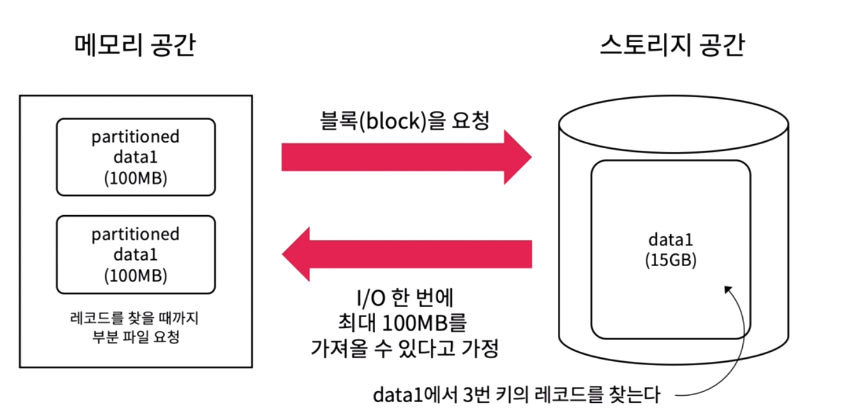 메모리 공간
스토리지 공간
partitioned
data1
(100MB)
partitioned
data1
(100MB)
레코드를 찾을 때까지
부분 파일 요청
블록(block)을 요청
I/O 한 번에
최대 100MB를
가져올 수 있다고 가정
data1
(15GB)
data1에서 3번 키의 레코드를 찾는다